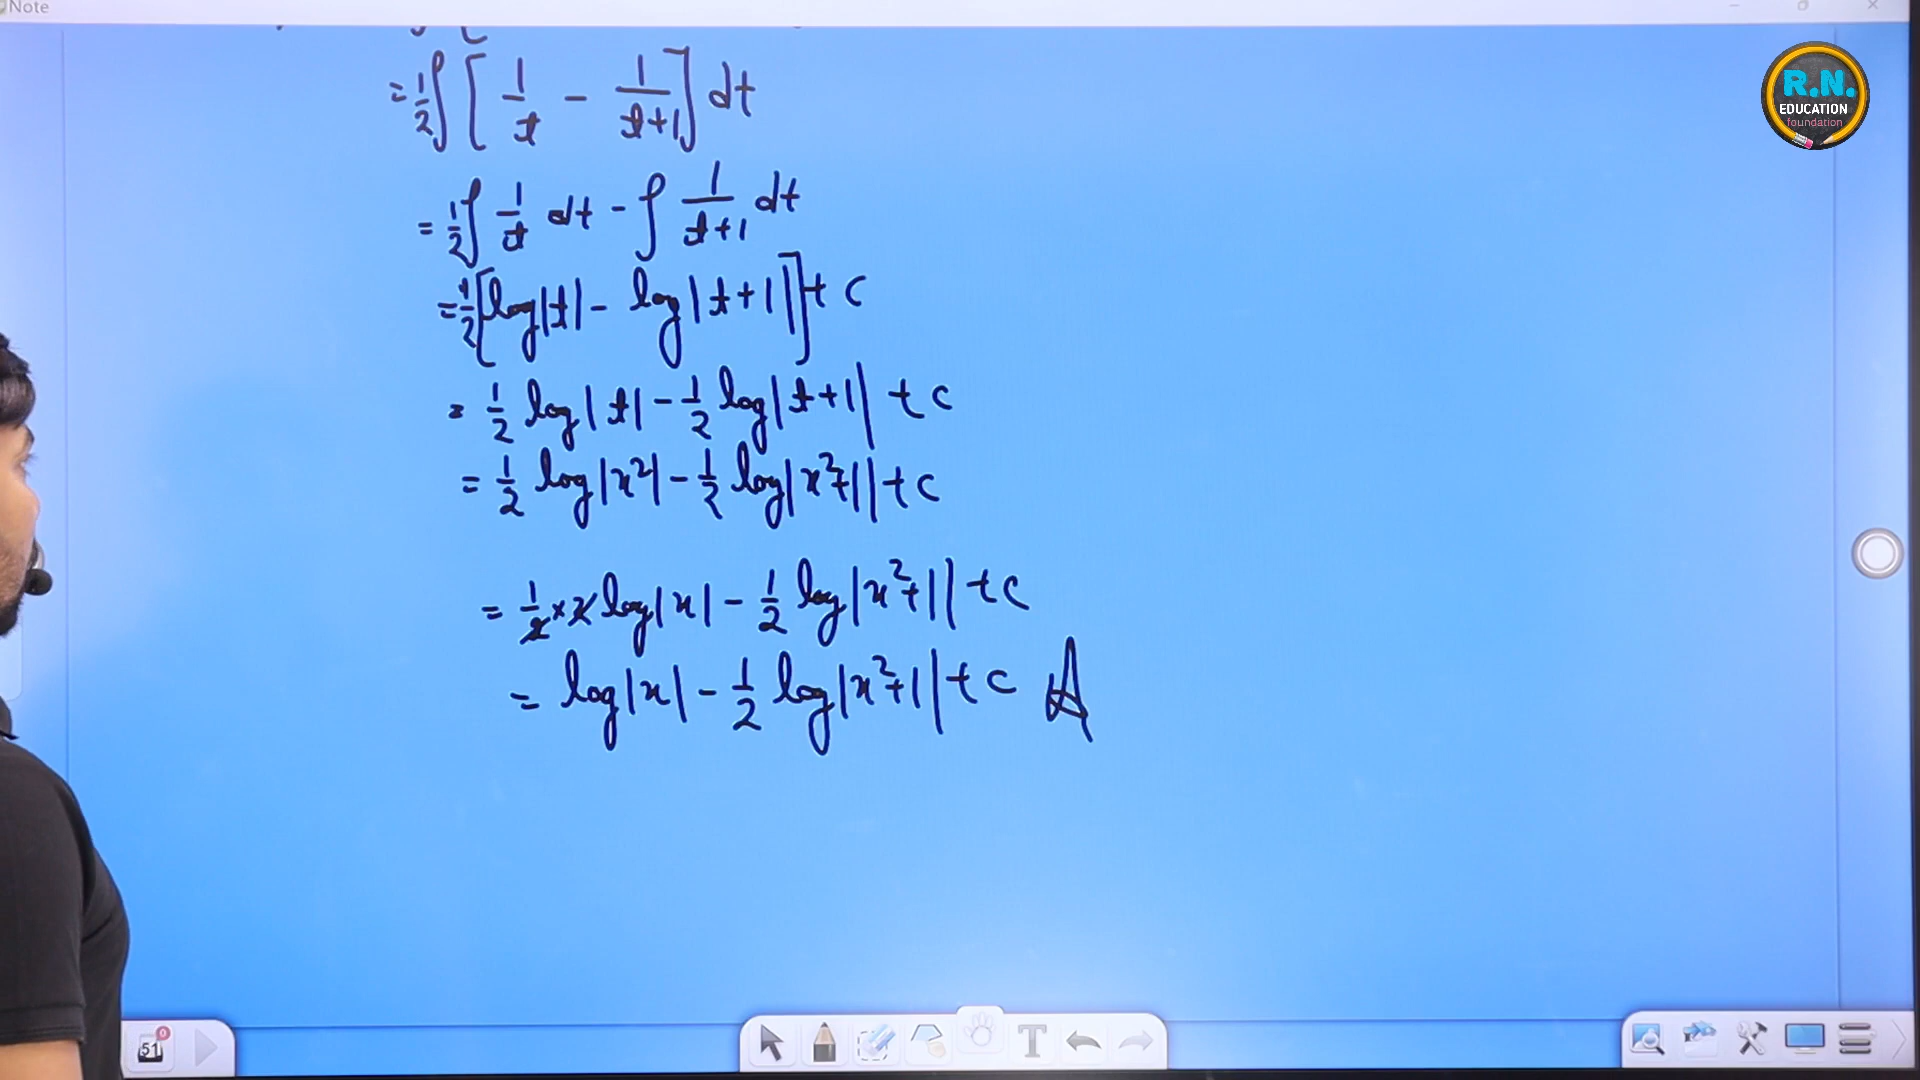 Note
R.N.
EDUCATION
foundation
= 1/2 ∫ [ 1/t - 1/(t+1) ] dt
= 1/2 ∫ 1/t dt - ∫ 1/(t+1) dt
= 1/2 [log|t| - log|t+1|] + c
= 1/2 log|t| - 1/2 log|t+1| + c
= 1/2 log|x²| - 1/2 log|x²+1| + c
= 1/2 × 2 log|x| - 1/2 log|x²+1| + c
= log|x| - 1/2 log|x²+1| + c A
51
0
T